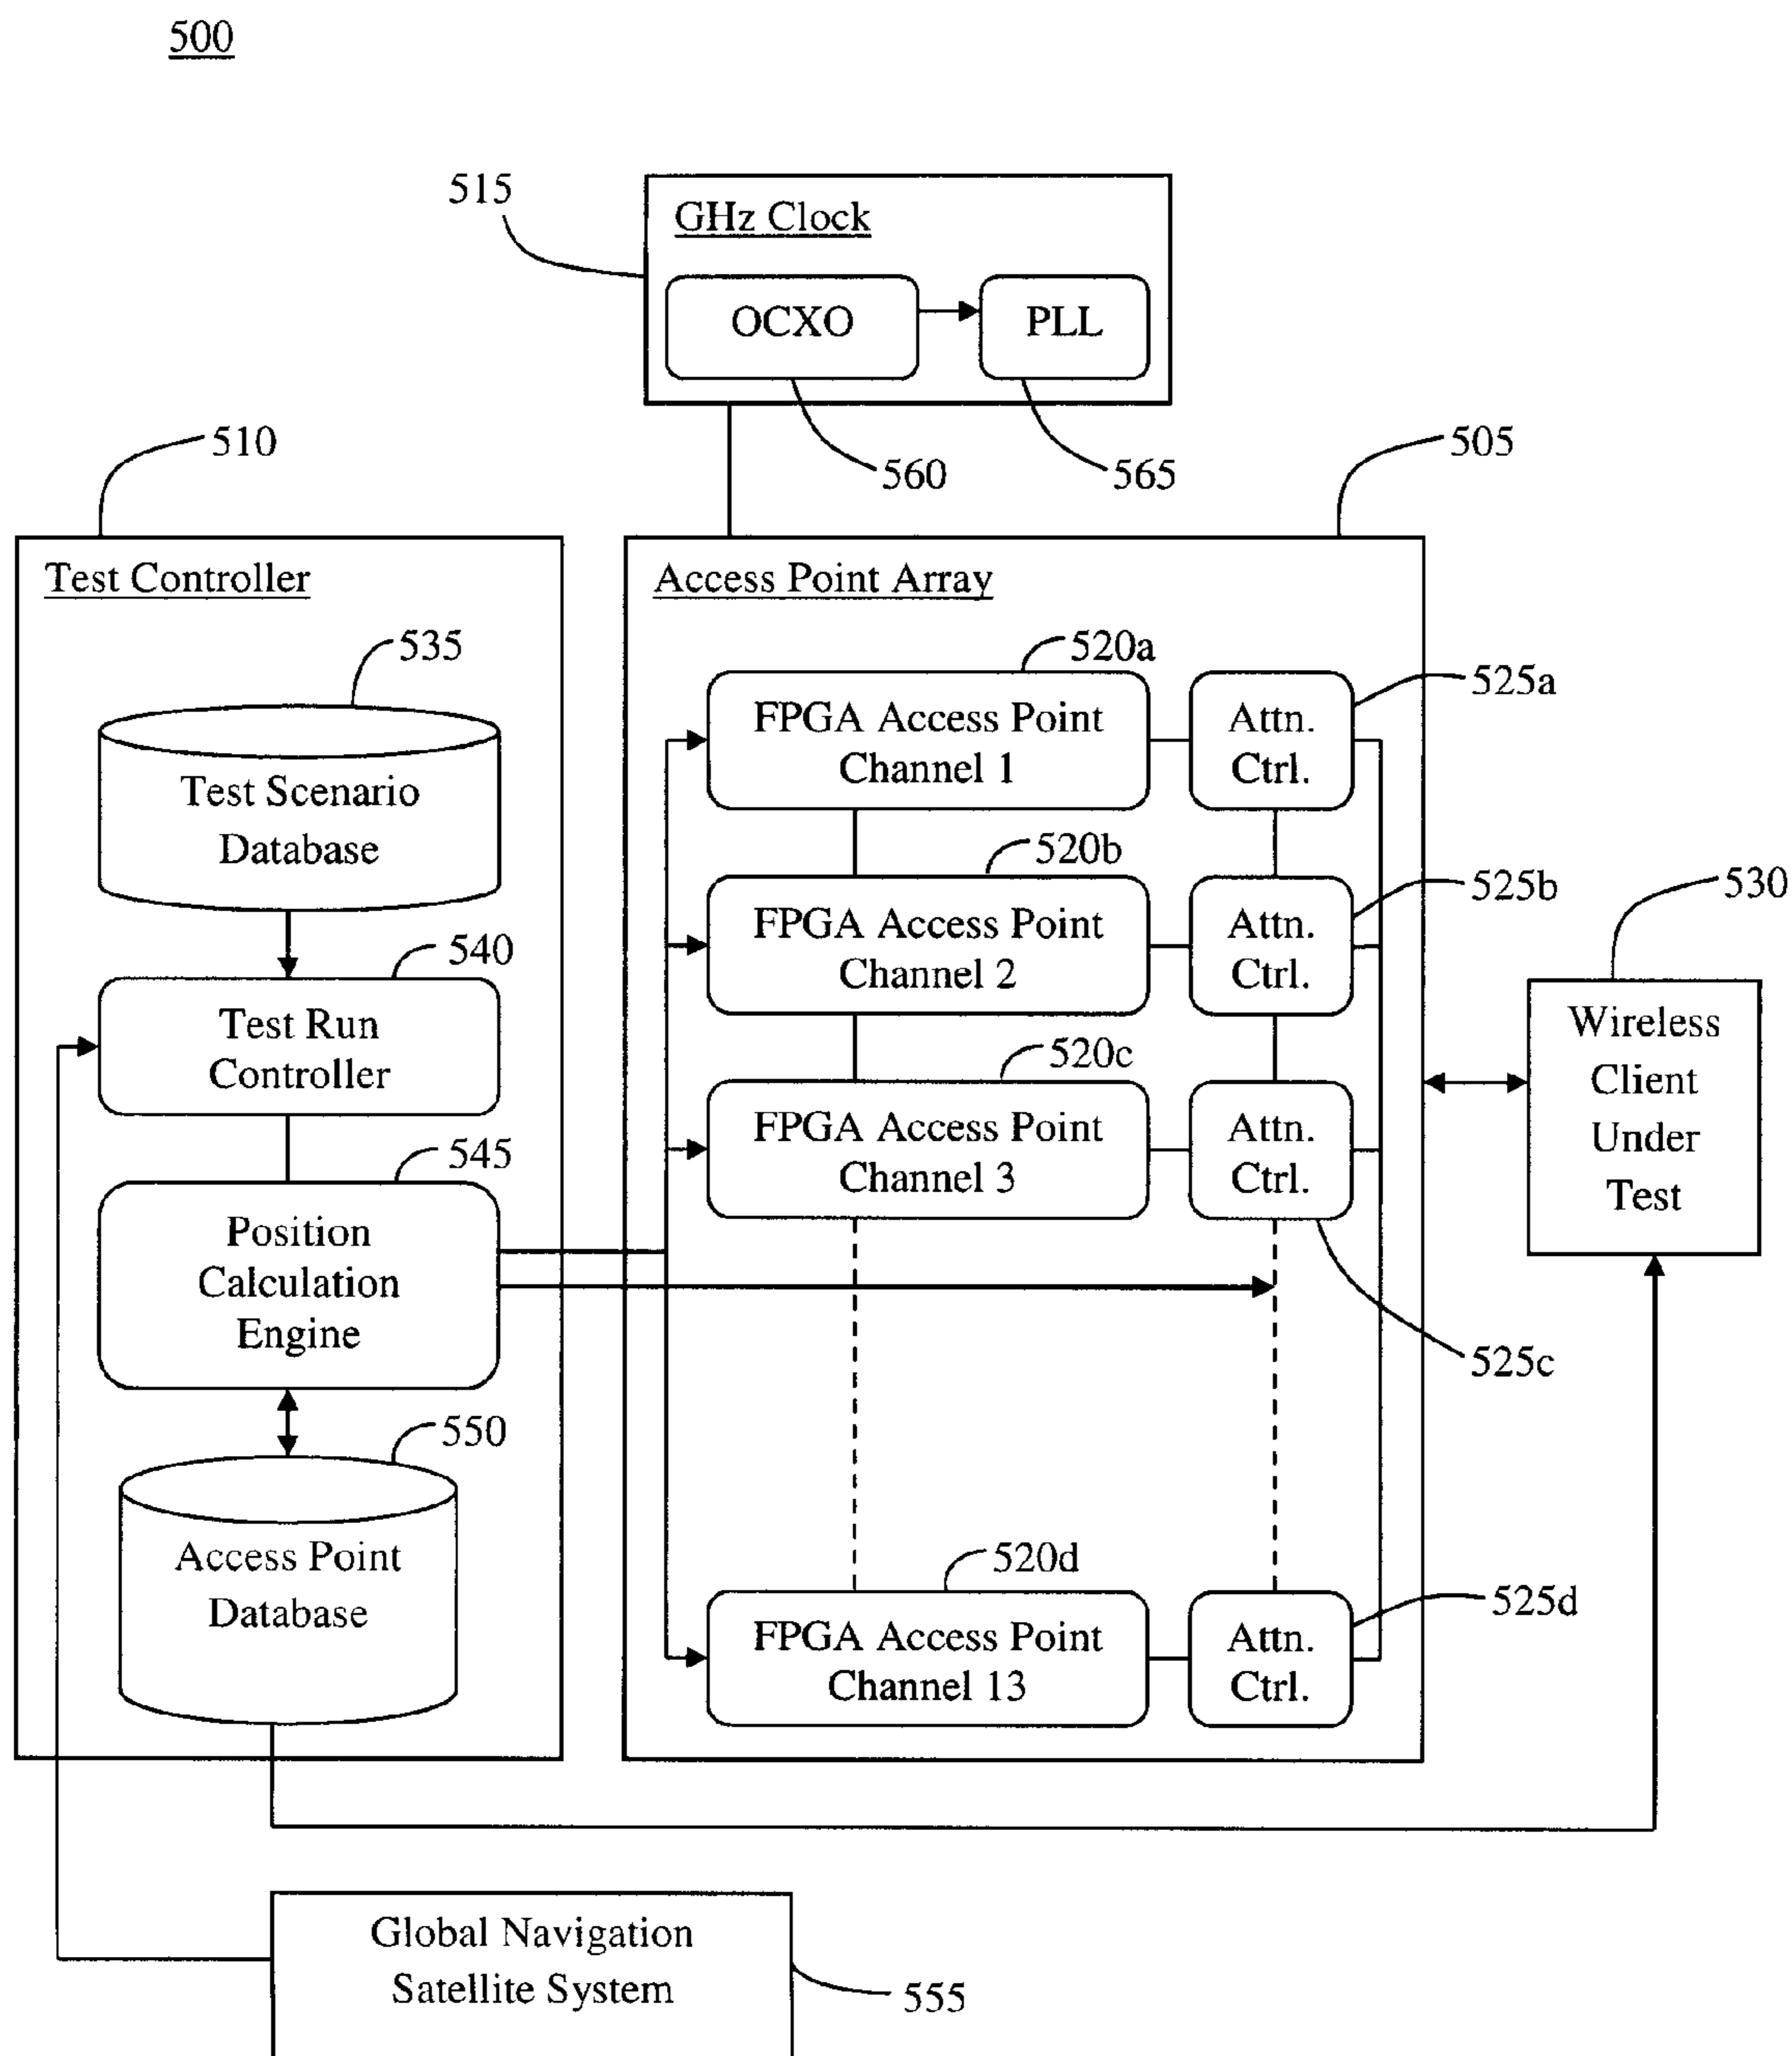 500
515
GHz Clock
OCXO
PLL
560
565
510
505
Test Controller
Access Point Array
535
Test Scenario
Database
540
Test Run
Controller
545
Position
Calculation
Engine
550
Access Point
Database
520a
FPGA Access Point
Channel 1
Attn.
Ctrl.
525a
520b
FPGA Access Point
Channel 2
Attn.
Ctrl.
525b
520c
FPGA Access Point
Channel 3
Attn.
Ctrl.
525c
520d
FPGA Access Point
Channel 13
Attn.
Ctrl.
525d
530
Wireless
Client
Under
Test
Global Navigation
Satellite System
555